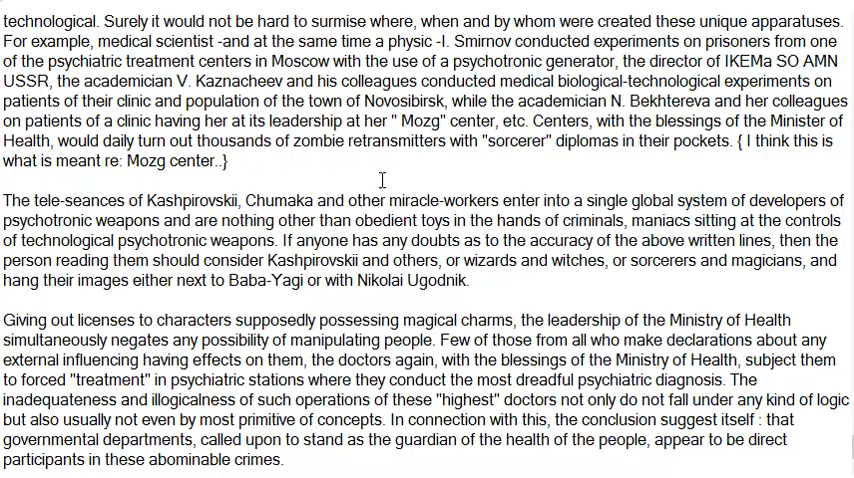 technological. Surely it would not be hard to surmise where, when and by whom were created these unique apparatuses.
For example, medical scientist -and at the same time a physic -I. Smirnov conducted experiments on prisoners from one
of the psychiatric treatment centers in Moscow with the use of a psychotronic generator, the director of IKEMa SO AMN
USSR, the academician V. Kaznacheev and his colleagues conducted medical biological-technological experiments on
patients of their clinic and population of the town of Novosibirsk, while the academician N. Bekhtereva and her colleagues
on patients of a clinic having her at its leadership at her " Mozg" center, etc. Centers, with the blessings of the Minister of
Health, would daily turn out thousands of zombie retransmitters with "sorcerer" diplomas in their pockets. { I think this is
what is meant re: Mozg center..}

The tele-seances of Kashpirovskii, Chumaka and other miracle-workers enter into a single global system of developers of
psychotronic weapons and are nothing other than obedient toys in the hands of criminals, maniacs sitting at the controls
of technological psychotronic weapons. If anyone has any doubts as to the accuracy of the above written lines, then the
person reading them should consider Kashpirovskii and others, or wizards and witches, or sorcerers and magicians, and
hang their images either next to Baba-Yagi or with Nikolai Ugodnik.

Giving out licenses to characters supposedly possessing magical charms, the leadership of the Ministry of Health
simultaneously negates any possibility of manipulating people. Few of those from all who make declarations about any
external influencing having effects on them, the doctors again, with the blessings of the Ministry of Health, subject them
to forced "treatment" in psychiatric stations where they conduct the most dreadful psychiatric diagnosis. The
inadequateness and illogicalness of such operations of these "highest" doctors not only do not fall under any kind of logic
but also usually not even by most primitive of concepts. In connection with this, the conclusion suggest itself : that
governmental departments, called upon to stand as the guardian of the health of the people, appear to be direct
participants in these abominable crimes.